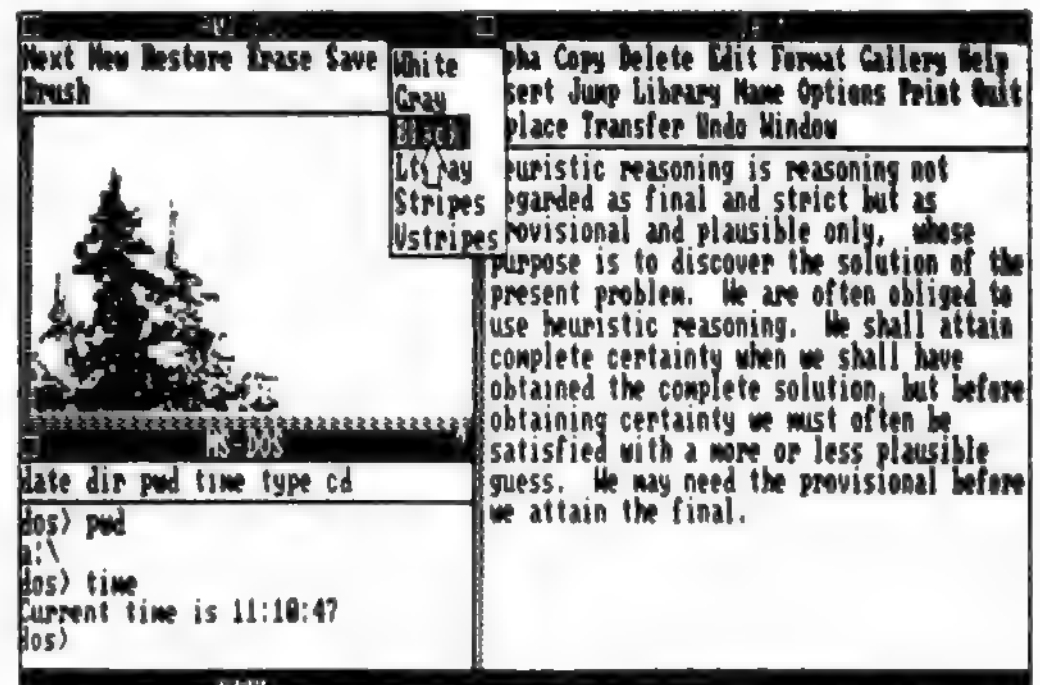 Next New Restore Erase Save
Brush
White
Gray
Black
Ltgray
Stripes
Vstripes
pha Copy Delete Edit Format Gallery Help
sert Jump Library Name Options Print Quit
place Transfer Undo Window
euristic reasoning is reasoning not
egarded as final and strict but as
rovisional and plausible only, whose
purpose is to discover the solution of the
present problem. We are often obliged to
use heuristic reasoning. We shall attain
complete certainty when we shall have
obtained the complete solution, but before
obtaining certainty we must often be
satisfied with a more or less plausible
guess. We may need the provisional before
we attain the final.
MS-DOS
date dir pwd time type cd
dos) pwd
a:\
dos) time
Current time is 11:10:47
dos)